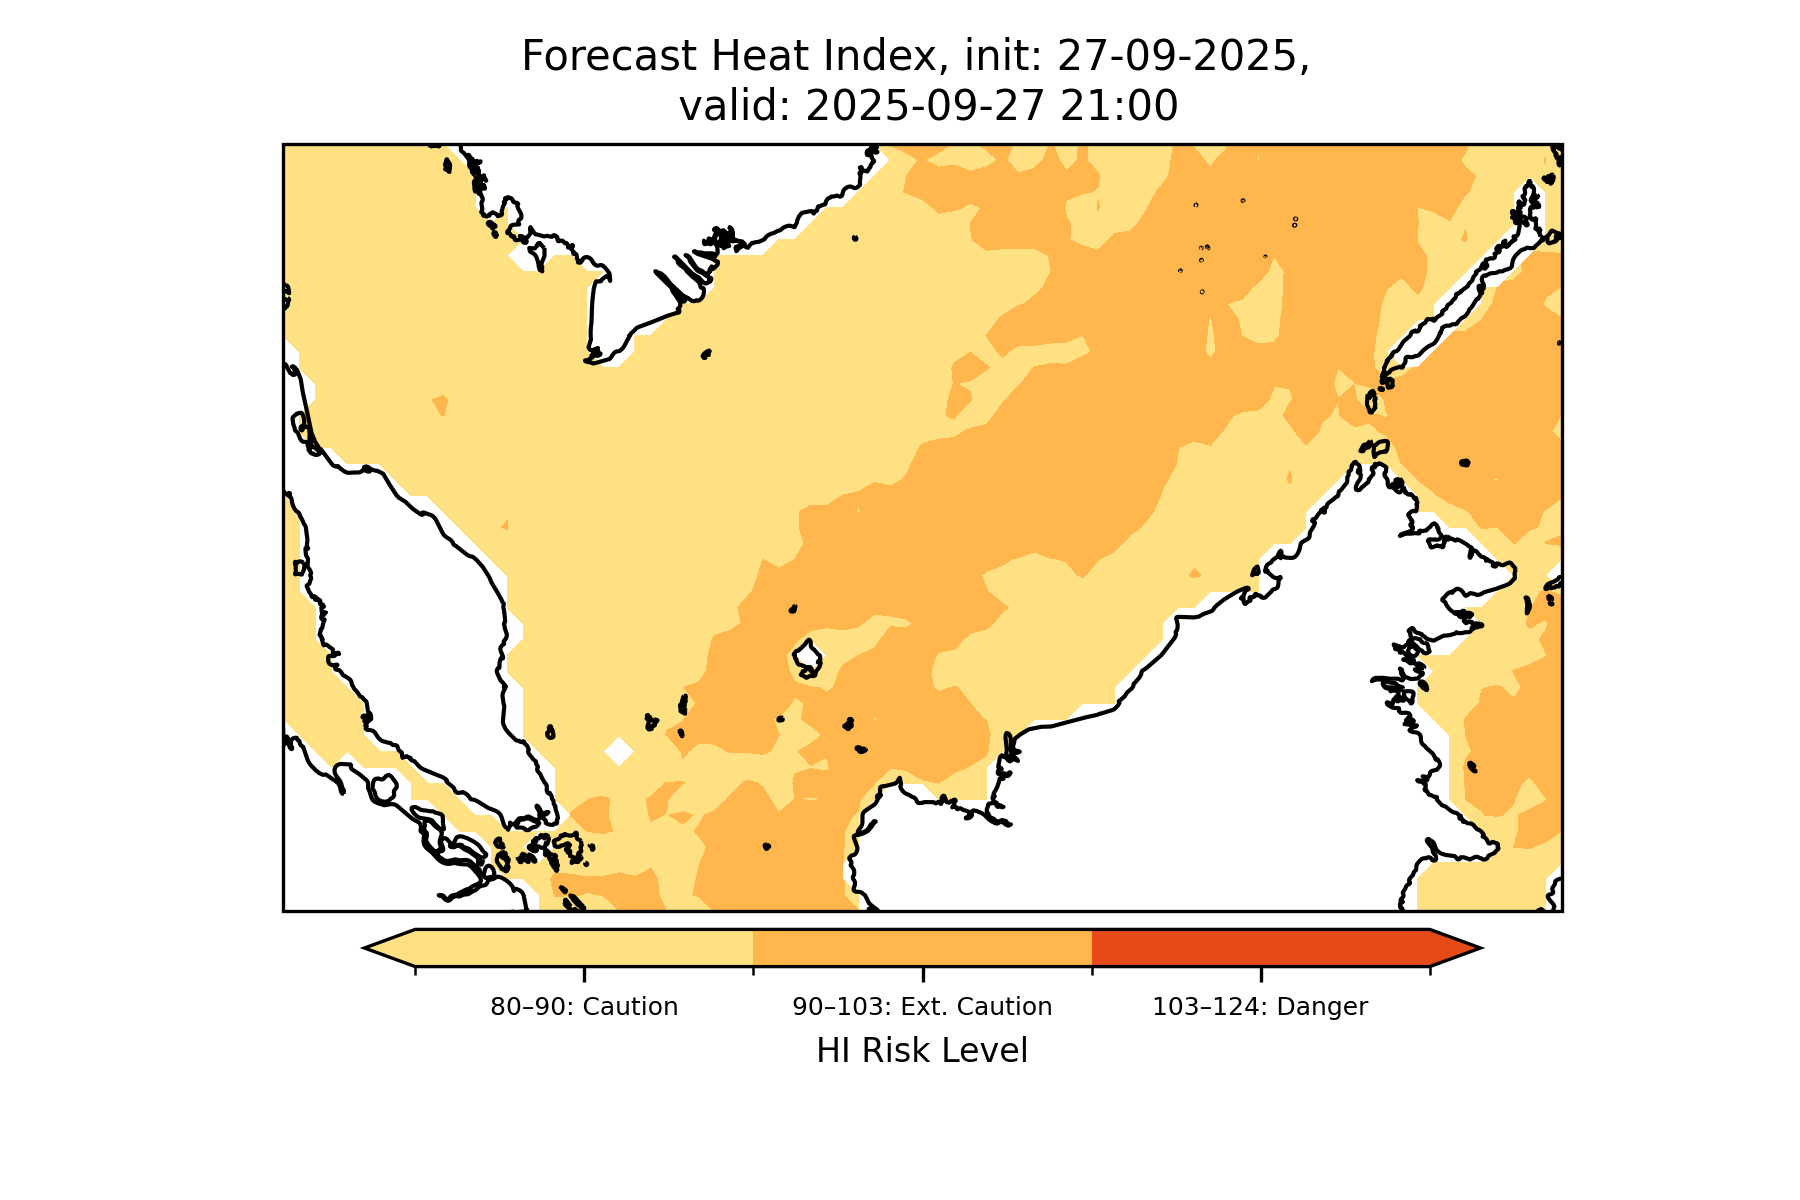 Forecast Heat Index, init: 27-09-2025,
valid: 2025-09-27 21:00
80–90: Caution
90–103: Ext. Caution
103–124: Danger
HI Risk Level